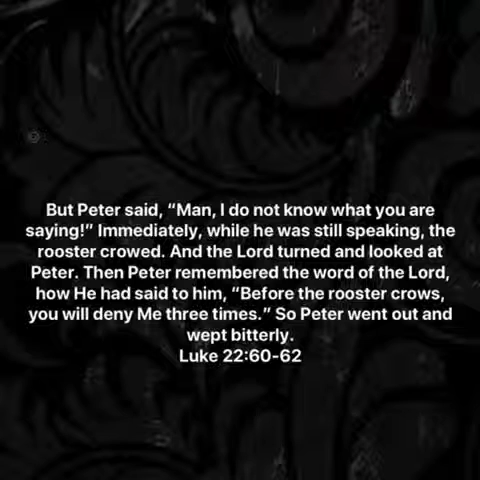 But Peter said, “Man, I do not know what you are
saying!” Immediately, while he was still speaking, the
rooster crowed. And the Lord turned and looked at
Peter. Then Peter remembered the word of the Lord,
how He had said to him, “Before the rooster crows,
you will deny Me three times.” So Peter went out and
wept bitterly.
Luke 22:60-62